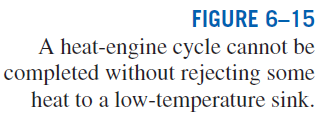 FIGURE 6–15
A heat-engine cycle cannot be
completed without rejecting some
heat to a low-temperature sink.